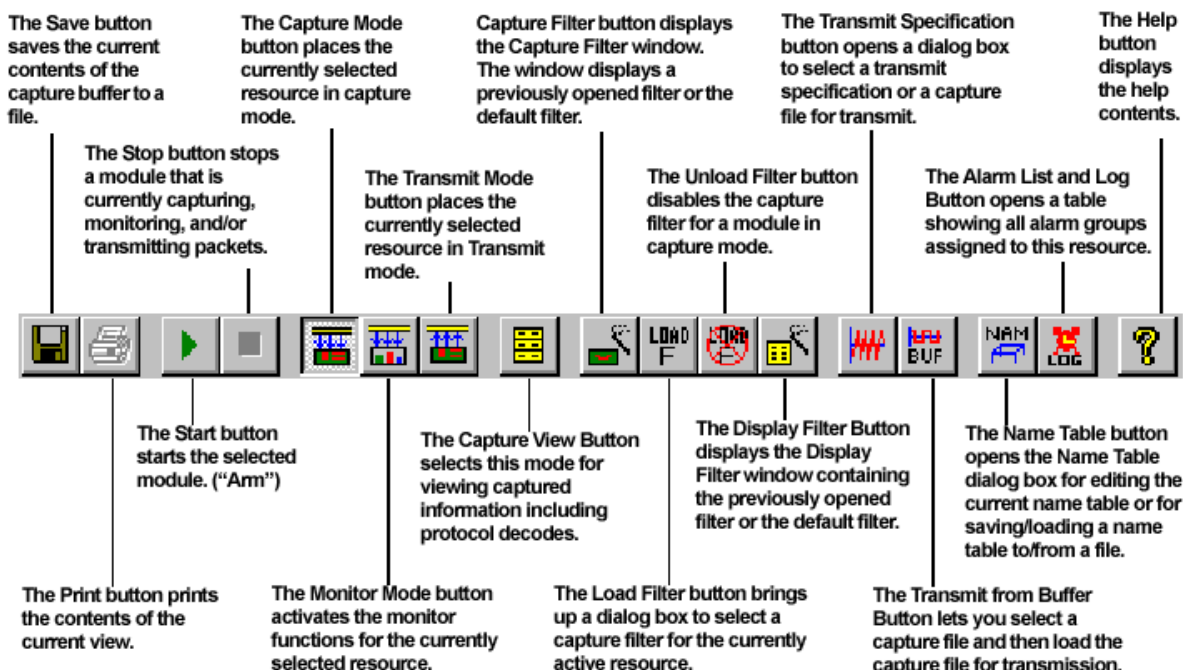 The Save button
saves the current
contents of the
capture buffer to a
file.
The Capture Mode
button places the
currently selected
resource in capture
mode.
Capture Filter button displays
the Capture Filter window.
The window displays a
previously opened filter or the
default filter.
The Transmit Specification
button opens a dialog box
to select a transmit
specification or a capture
file for transmit.
The Help
button
displays
the help
contents.
The Stop button stops
a module that is
currently capturing,
monitoring, and/or
transmitting packets.
The Transmit Mode
button places the
currently selected
resource in Transmit
mode.
The Unload Filter button
disables the capture
filter for a module in
capture mode.
The Alarm List and Log
Button opens a table
showing all alarm groups
assigned to this resource.
LOAD
F
LOAD
F
BUF
NAM
LOG
?
The Start button
starts the selected
module. (“Arm”)
The Capture View Button
selects this mode for
viewing captured
information including
protocol decodes.
The Display Filter Button
displays the Display
Filter window containing
the previously opened
filter or the default filter.
The Name Table button
opens the Name Table
dialog box for editing the
current name table or for
saving/loading a name
table to/from a file.
The Print button prints
the contents of the
current view.
The Monitor Mode button
activates the monitor
functions for the currently
selected resource.
The Load Filter button brings
up a dialog box to select a
capture filter for the currently
active resource.
The Transmit from Buffer
Button lets you select a
capture file and then load the
capture file for transmission.